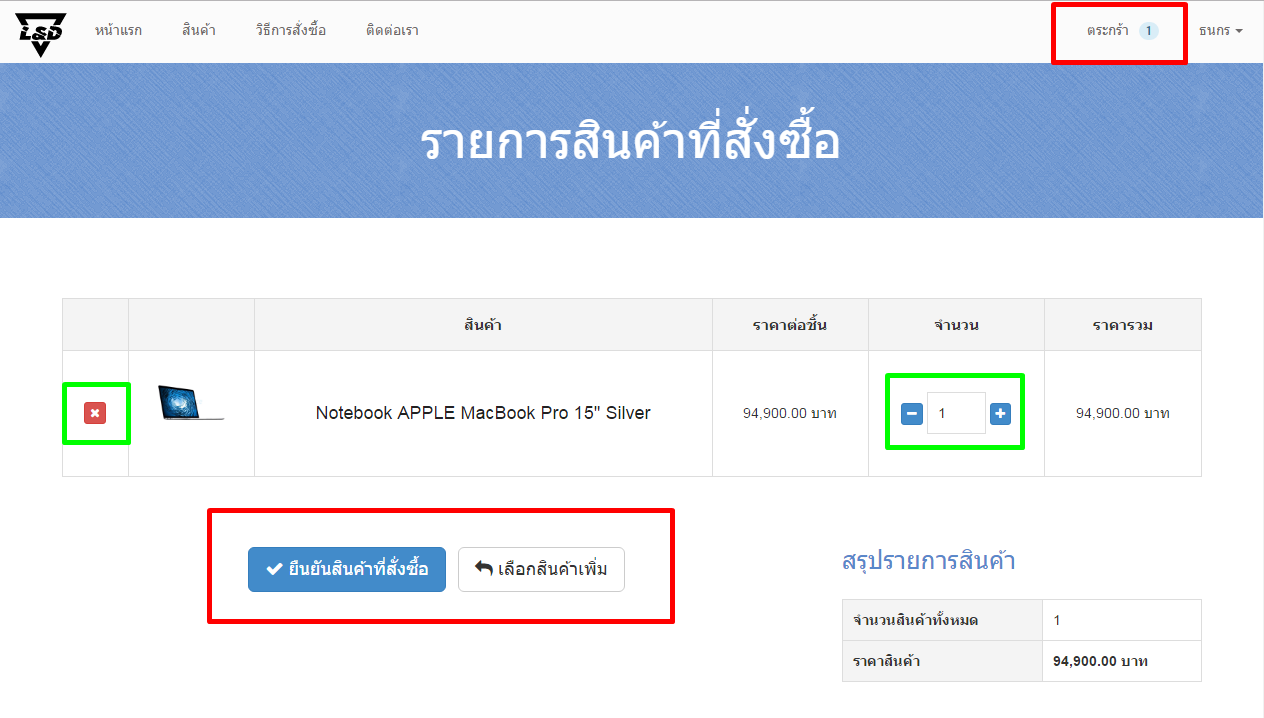 L&D หน้าแรก สินค้า วิธีการสั่งซื้อ ติดต่อเรา ตระกร้า 1 ธนกร
รายการสินค้าที่สั่งซื้อ
สินค้า ราคาต่อชิ้น จำนวน ราคารวม
Notebook APPLE MacBook Pro 15" Silver 94,900.00 บาท 1 94,900.00 บาท
ยืนยันสินค้าที่สั่งซื้อ เลือกสินค้าเพิ่ม
สรุปรายการสินค้า
จำนวนสินค้าทั้งหมด 1
ราคาสินค้า 94,900.00 บาท